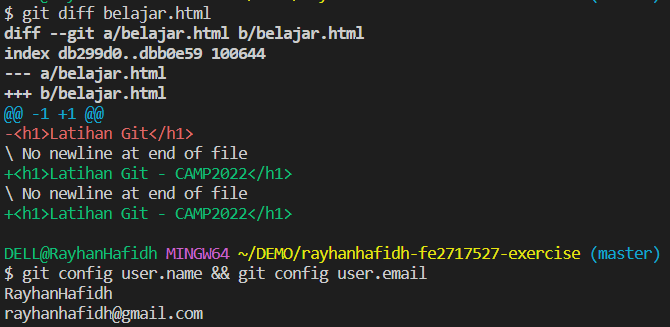 $ git diff belajar.html
diff --git a/belajar.html b/belajar.html
index db299d0..dbb0e59 100644
--- a/belajar.html
+++ b/belajar.html
@@ -1 +1 @@
-<h1>Latihan Git</h1>
\ No newline at end of file
+<h1>Latihan Git - CAMP2022</h1>
\ No newline at end of file
+<h1>Latihan Git - CAMP2022</h1>
DELL@RayhanHafidh MINGW64 ~/DEMO/rayhanhafidh-fe2717527-exercise (master)
$ git config user.name && git config user.email
RayhanHafidh
rayhanhafidh@gmail.com